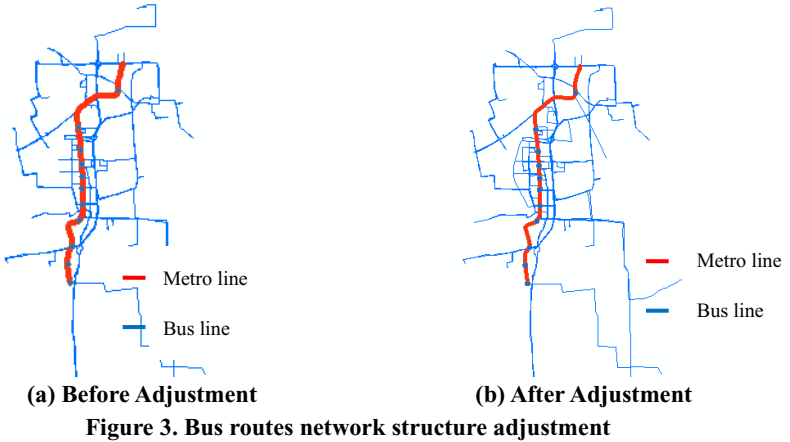 Metro line
Bus line
Metro line
Bus line
(a) Before Adjustment
(b) After Adjustment
Figure 3. Bus routes network structure adjustment